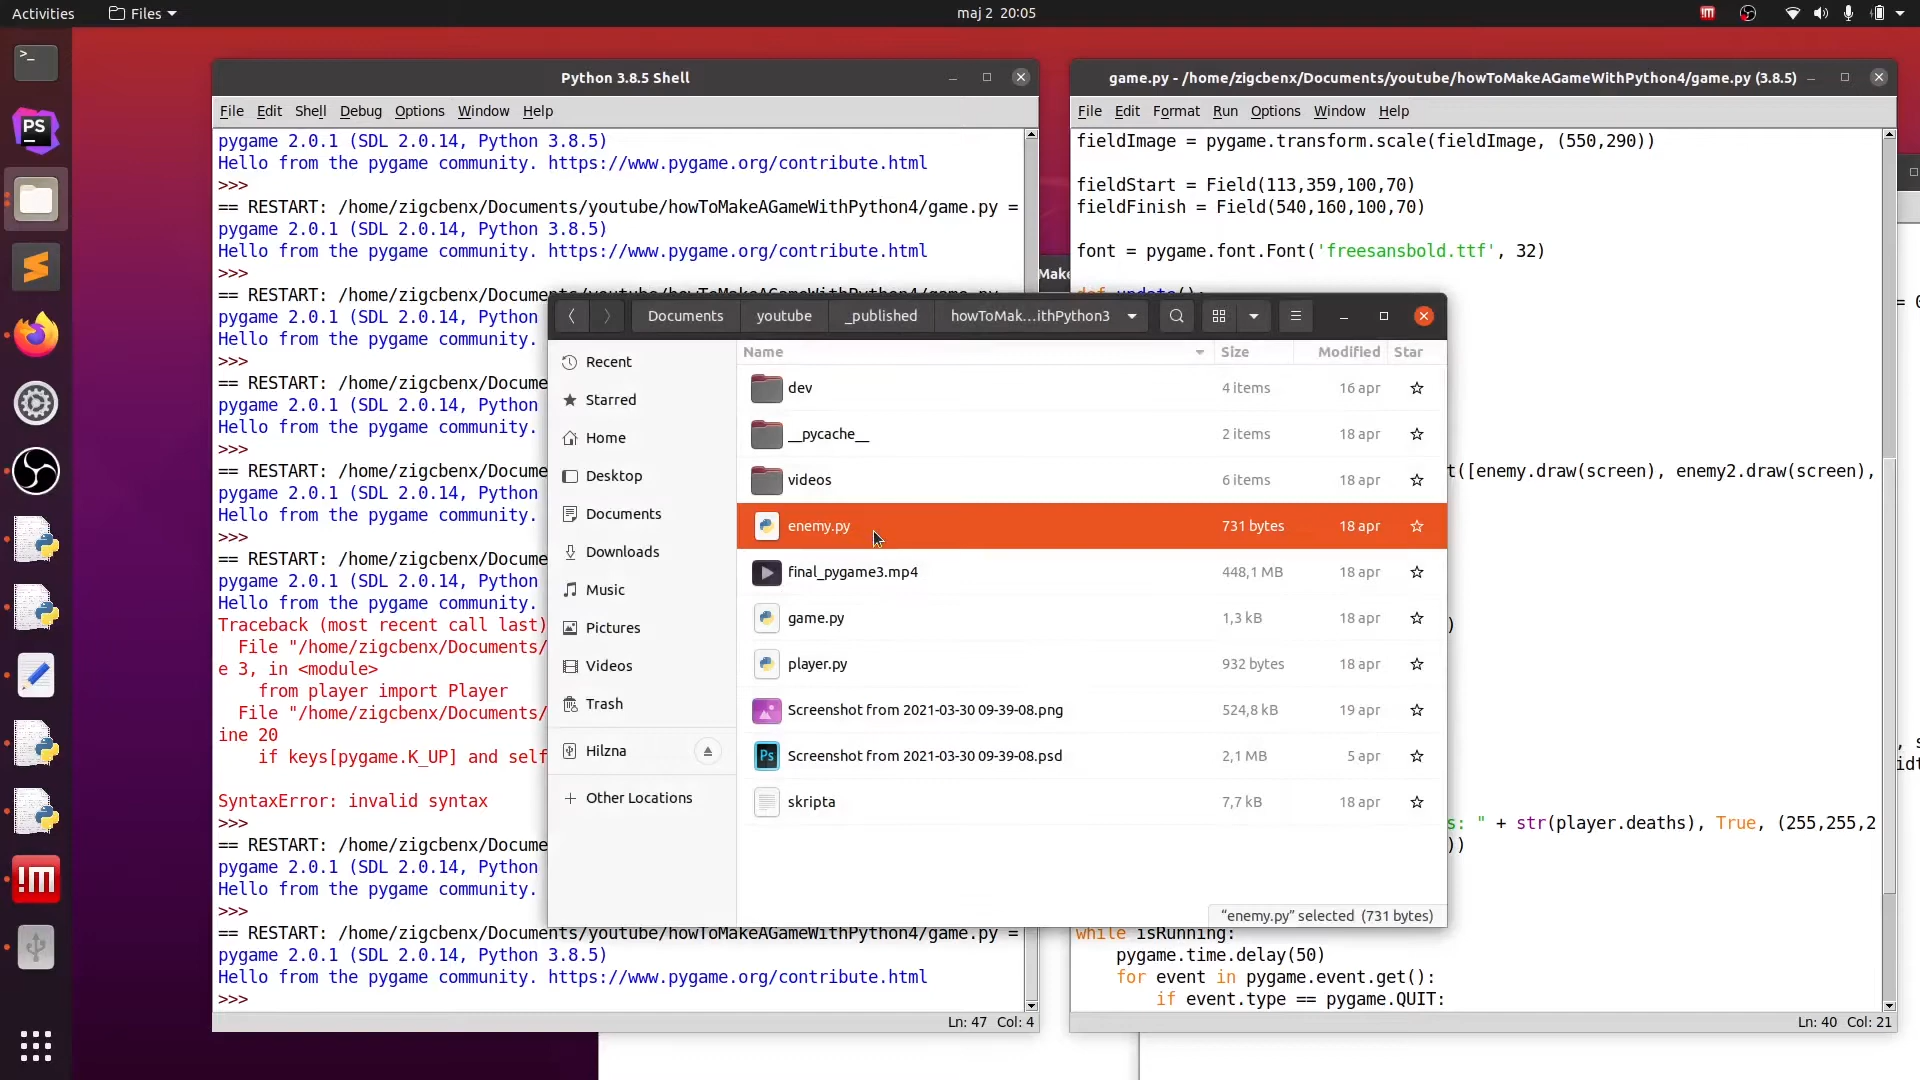 Activities
Files
maj 2 20:05
Python 3.8.5 Shell
File Edit Shell Debug Options Window Help
pygame 2.0.1 (SDL 2.0.14, Python 3.8.5)
Hello from the pygame community. https://www.pygame.org/contribute.html
>>>
== RESTART: /home/zigcbenx/Documents/youtube/howToMakeAGameWithPython4/game.py =
pygame 2.0.1 (SDL 2.0.14, Python 3.8.5)
Hello from the pygame community. https://www.pygame.org/contribute.html
>>>
== RESTART: /home/zigcbenx/Documents/youtube/howToMakeAGameWithPython4/game.py
pygame 2.0.1 (SDL 2.0.14, Python
Hello from the pygame community.
>>>
== RESTART: /home/zigcbenx/Docume
pygame 2.0.1 (SDL 2.0.14, Python
Hello from the pygame community.
>>>
== RESTART: /home/zigcbenx/Docume
pygame 2.0.1 (SDL 2.0.14, Python
Hello from the pygame community.
>>>
== RESTART: /home/zigcbenx/Docume
pygame 2.0.1 (SDL 2.0.14, Python
Hello from the pygame community.
Traceback (most recent call last)
File "/home/zigcbenx/Documents/
e 3, in <module>
from player import Player
File "/home/zigcbenx/Documents/
ine 20
if keys[pygame.K_UP] and self
SyntaxError: invalid syntax
>>>
== RESTART: /home/zigcbenx/Docume
pygame 2.0.1 (SDL 2.0.14, Python
Hello from the pygame community.
>>>
== RESTART: /home/zigcbenx/Documents/youtube/howToMakeAGameWithPython4/game.py =
pygame 2.0.1 (SDL 2.0.14, Python 3.8.5)
Hello from the pygame community. https://www.pygame.org/contribute.html
>>>
Ln: 47 Col: 4
Make
Documents youtube _published howToMak...ithPython3
Recent
Starred
Home
Desktop
Documents
Downloads
Music
Pictures
Videos
Trash
Hilzna
Other Locations
Name Size Modified Star
dev 4 items 16 apr
__pycache__ 2 items 18 apr
videos 6 items 18 apr
enemy.py 731 bytes 18 apr
final_pygame3.mp4 448,1 MB 18 apr
game.py 1,3 kB 18 apr
player.py 932 bytes 18 apr
Screenshot from 2021-03-30 09-39-08.png 524,8 kB 19 apr
Screenshot from 2021-03-30 09-39-08.psd 2,1 MB 5 apr
skripta 7,7 kB 18 apr
“enemy.py” selected (731 bytes)
game.py - /home/zigcbenx/Documents/youtube/howToMakeAGameWithPython4/game.py (3.8.5)
File Edit Format Run Options Window Help
fieldImage = pygame.transform.scale(fieldImage, (550,290))
fieldStart = Field(113,359,100,70)
fieldFinish = Field(540,160,100,70)
font = pygame.font.Font('freesansbold.ttf', 32)
def update():
t([enemy.draw(screen), enemy2.draw(screen),
)
s: " + str(player.deaths), True, (255,255,2
))
while isRunning:
pygame.time.delay(50)
for event in pygame.event.get():
if event.type == pygame.QUIT:
Ln: 40 Col: 21
>_
PS
Ps
!M